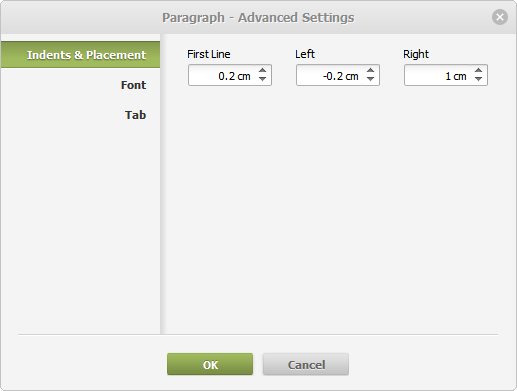 Paragraph - Advanced Settings
Indents & Placement
Font
Tab
First Line Left Right
0.2 cm -0.2 cm 1 cm
OK Cancel